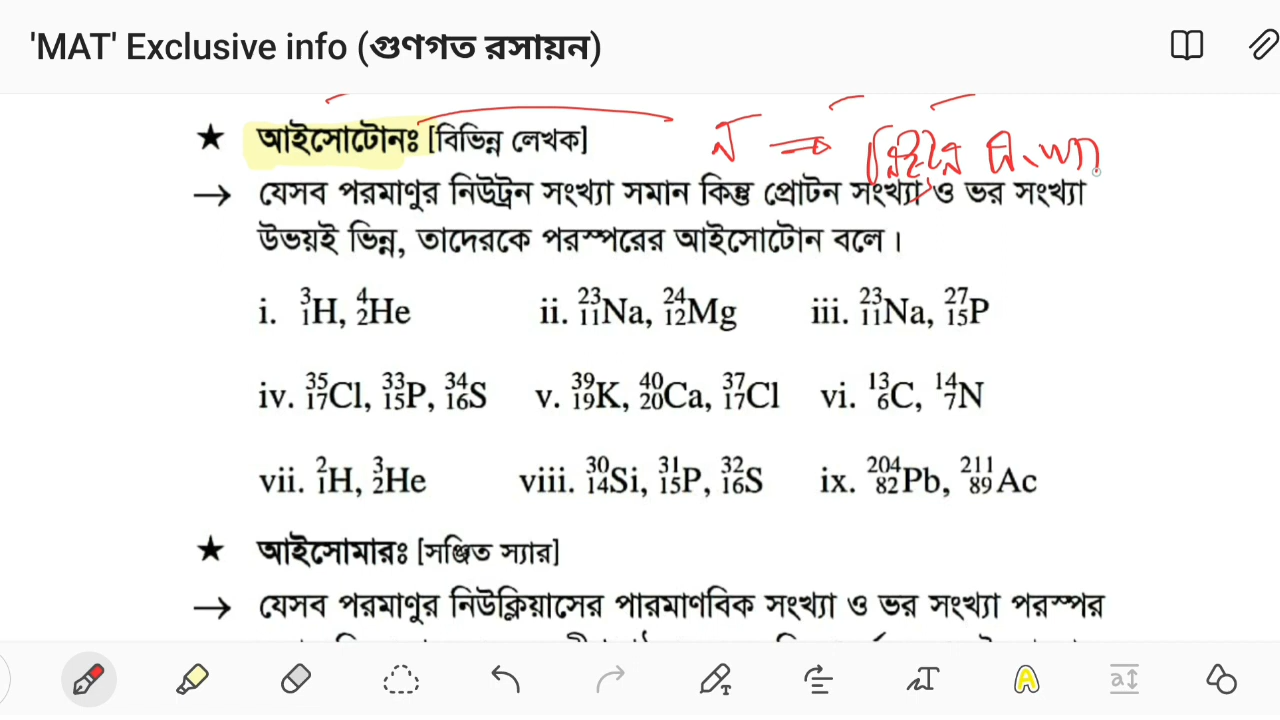 'MAT' Exclusive info (গুণগত রসায়ন)
★ আইসোটোনঃ [বিভিন্ন লেখক] ন ⇒
→ যেসব পরমাণুর নিউট্রন সংখ্যা সমান কিন্তু প্রোটন সংখ্যা ও ভর সংখ্যা
উভয়ই ভিন্ন, তাদেরকে পরস্পরের আইসোটোন বলে।
i. ³₁H, ⁴₂He ii. ²³₁₁Na, ²⁴₁₂Mg iii. ²³₁₁Na, ²⁷₁₅P
iv. ³⁵₁₇Cl, ³³₁₅P, ³⁴₁₆S v. ³⁹₁₉K, ⁴⁰₂₀Ca, ³⁷₁₇Cl vi. ¹³₆C, ¹⁴₇N
vii. ²₁H, ³₂He viii. ³⁰₁₄Si, ³¹₁₅P, ³²₁₆S ix. ²⁰⁴₈₂Pb, ²¹¹₈₉Ac
★ আইসোমারঃ [সঞ্জিত স্যার]
→ যেসব পরমাণুর নিউক্লিয়াসের পারমাণবিক সংখ্যা ও ভর সংখ্যা পরস্পর